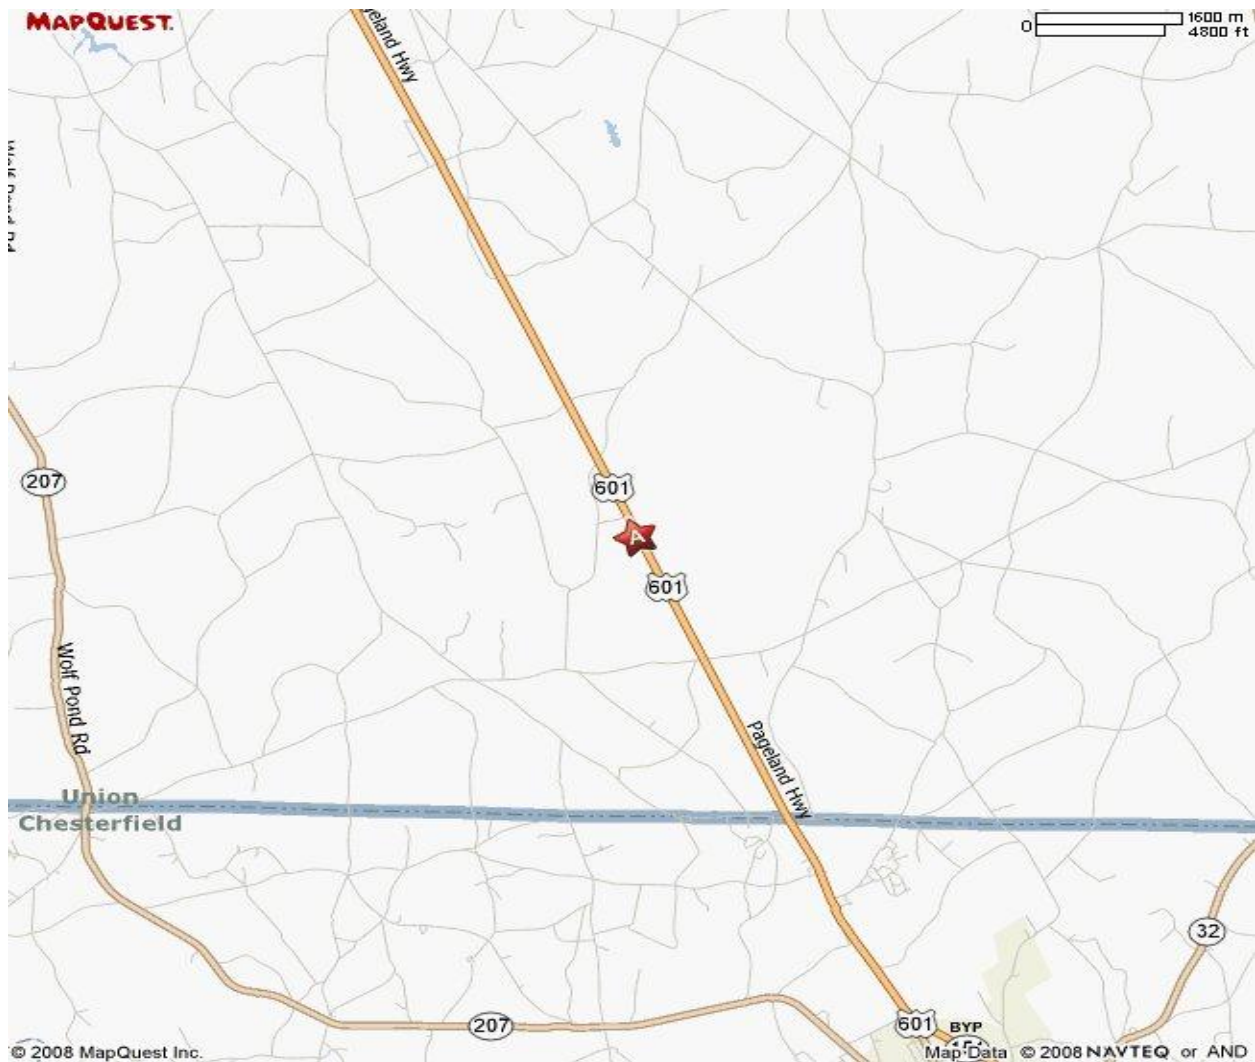 MAPQUEST.
1600 m
0
4800 ft
geland Hwy
207
601
A
601
Wolf Pond Rd
Pageland Hwy
Union
Chesterfield
32
207
601
BYP
© 2008 MapQuest Inc.
Map Data © 2008 NAVTEQ or AND